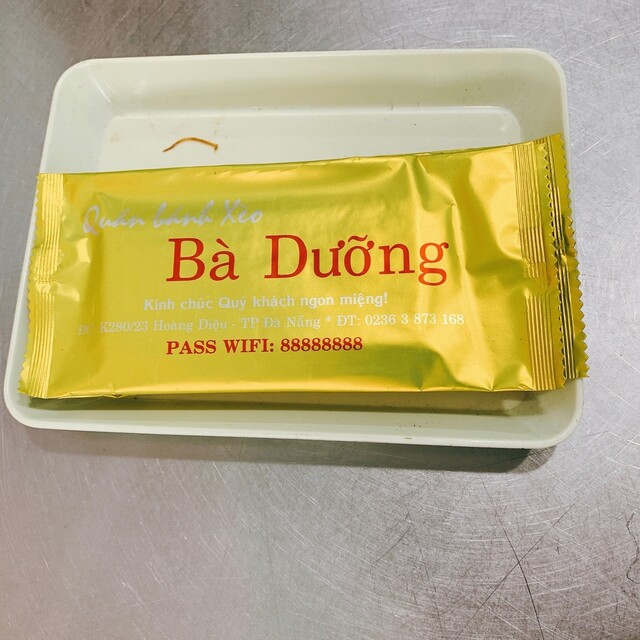 Quán bánh Xèo
Bà Dưỡng
Kính chúc Quý khách ngon miệng!
K280/23 Hoàng Diệu - TP Đà Nẵng * ĐT: 0236 3 873 168
PASS WIFI: 88888888